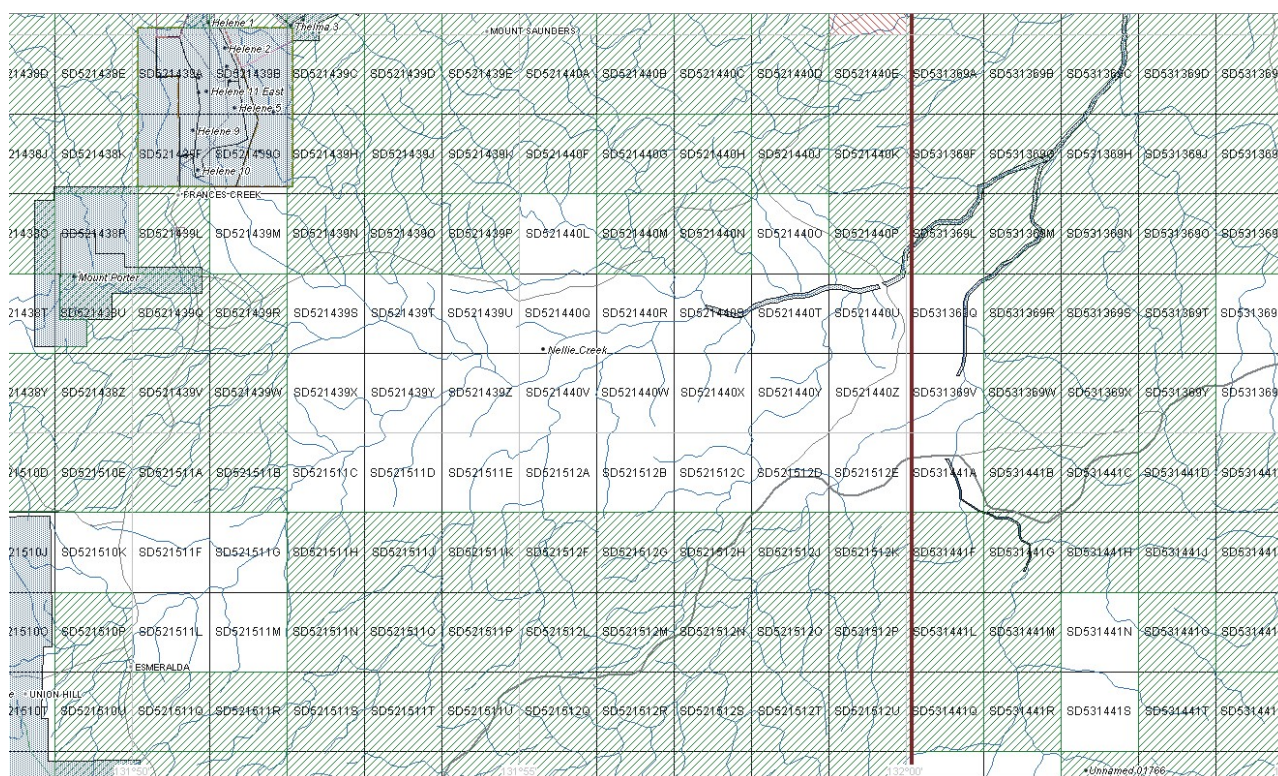 Helene 1
Thelma 3
MOUNT SAUNDERS
Helene 2
21438D SD521438E SD521439A SD521439B SD521439C SD521439D SD521439E SD521440A SD521440B SD521440C SD521440D SD521440E SD531369A SD531369B SD531369C SD531369D SD531369
Helene 11 East
Helene 5
Helene 9
21438J SD521438K SD521439F SD521439G SD521439H SD521439J SD521439K SD521440F SD521440G SD521440H SD521440J SD521440K SD531369F SD531369G SD531369H SD531369J SD531369
Helene 10
FRANCES CREEK
21438O SD521438P SD521439L SD521439M SD521439N SD521439O SD521439P SD521440L SD521440M SD521440N SD521440O SD521440P SD531369L SD531369M SD531369N SD531369O SD531369
Mount Porter
21438T SD521438U SD521439Q SD521439R SD521439S SD521439T SD521439U SD521440Q SD521440R SD521440S SD521440T SD521440U SD531369Q SD531369R SD531369S SD531369T SD531369
Nellie Creek
21438Y SD521438Z SD521439V SD521439W SD521439X SD521439Y SD521439Z SD521440V SD521440W SD521440X SD521440Y SD521440Z SD531369V SD531369W SD531369X SD531369Y SD531369
21510D SD521510E SD521511A SD521511B SD521511C SD521511D SD521511E SD521512A SD521512B SD521512C SD521512D SD521512E SD531441A SD531441B SD531441C SD531441D SD531441
21510J SD521510K SD521511F SD521511G SD521511H SD521511J SD521511K SD521512F SD521512G SD521512H SD521512J SD521512K SD531441F SD531441G SD531441H SD531441J SD531441
21510O SD521510P SD521511L SD521511M SD521511N SD521511O SD521511P SD521512L SD521512M SD521512N SD521512O SD521512P SD531441L SD531441M SD531441N SD531441O SD531441
ESMERALDA
e UNION HILL
21510T SD521510U SD521511Q SD521511R SD521511S SD521511T SD521511U SD521512Q SD521512R SD521512S SD521512T SD521512U SD531441Q SD531441R SD531441S SD531441T SD531441
131°50' 131°55' 132°00' Unnamed 01766